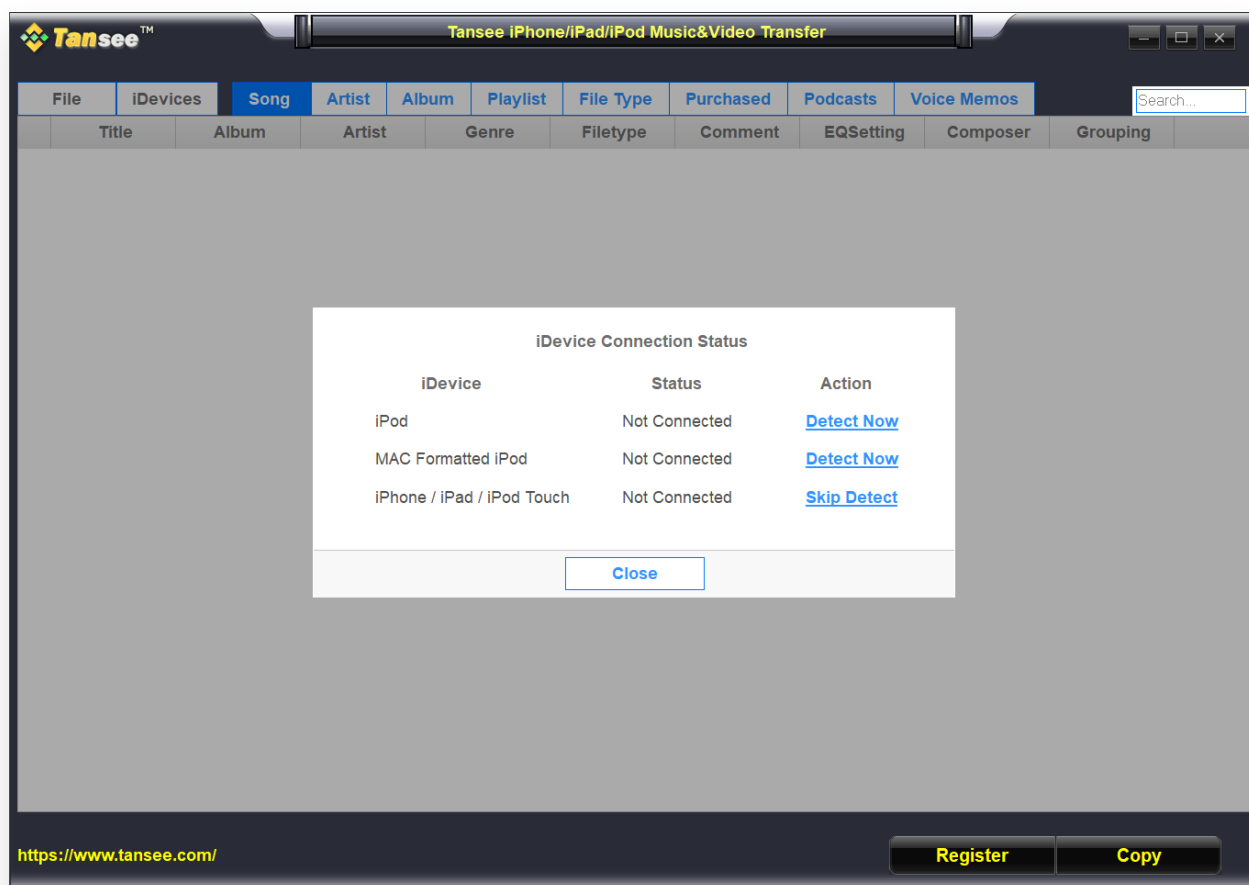 Tansee™
Tansee iPhone/iPad/iPod Music&Video Transfer
File iDevices Song Artist Album Playlist File Type Purchased Podcasts Voice Memos Search...
Title Album Artist Genre Filetype Comment EQSetting Composer Grouping
iDevice Connection Status
iDevice Status Action
iPod Not Connected Detect Now
MAC Formatted iPod Not Connected Detect Now
iPhone / iPad / iPod Touch Not Connected Skip Detect
Close
https://www.tansee.com/ Register Copy